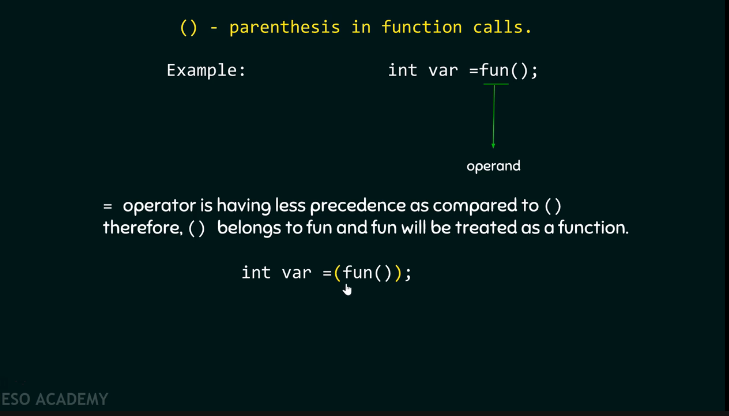 () - parenthesis in function calls.
Example: int var =fun();
operand
= operator is having less precedence as compared to ()
therefore, () belongs to fun and fun will be treated as a function.
int var =(fun());
ESO ACADEMY